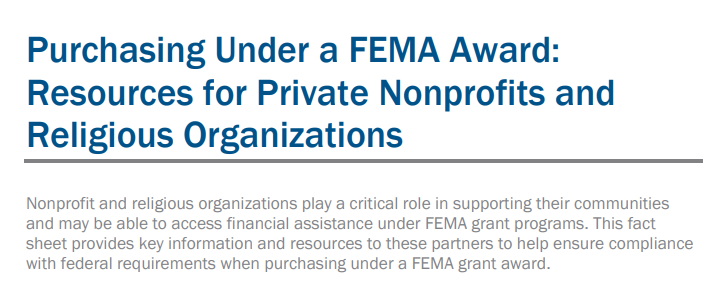 Purchasing Under a FEMA Award:
Resources for Private Nonprofits and
Religious Organizations
Nonprofit and religious organizations play a critical role in supporting their communities
and may be able to access financial assistance under FEMA grant programs. This fact
sheet provides key information and resources to these partners to help ensure compliance
with federal requirements when purchasing under a FEMA grant award.